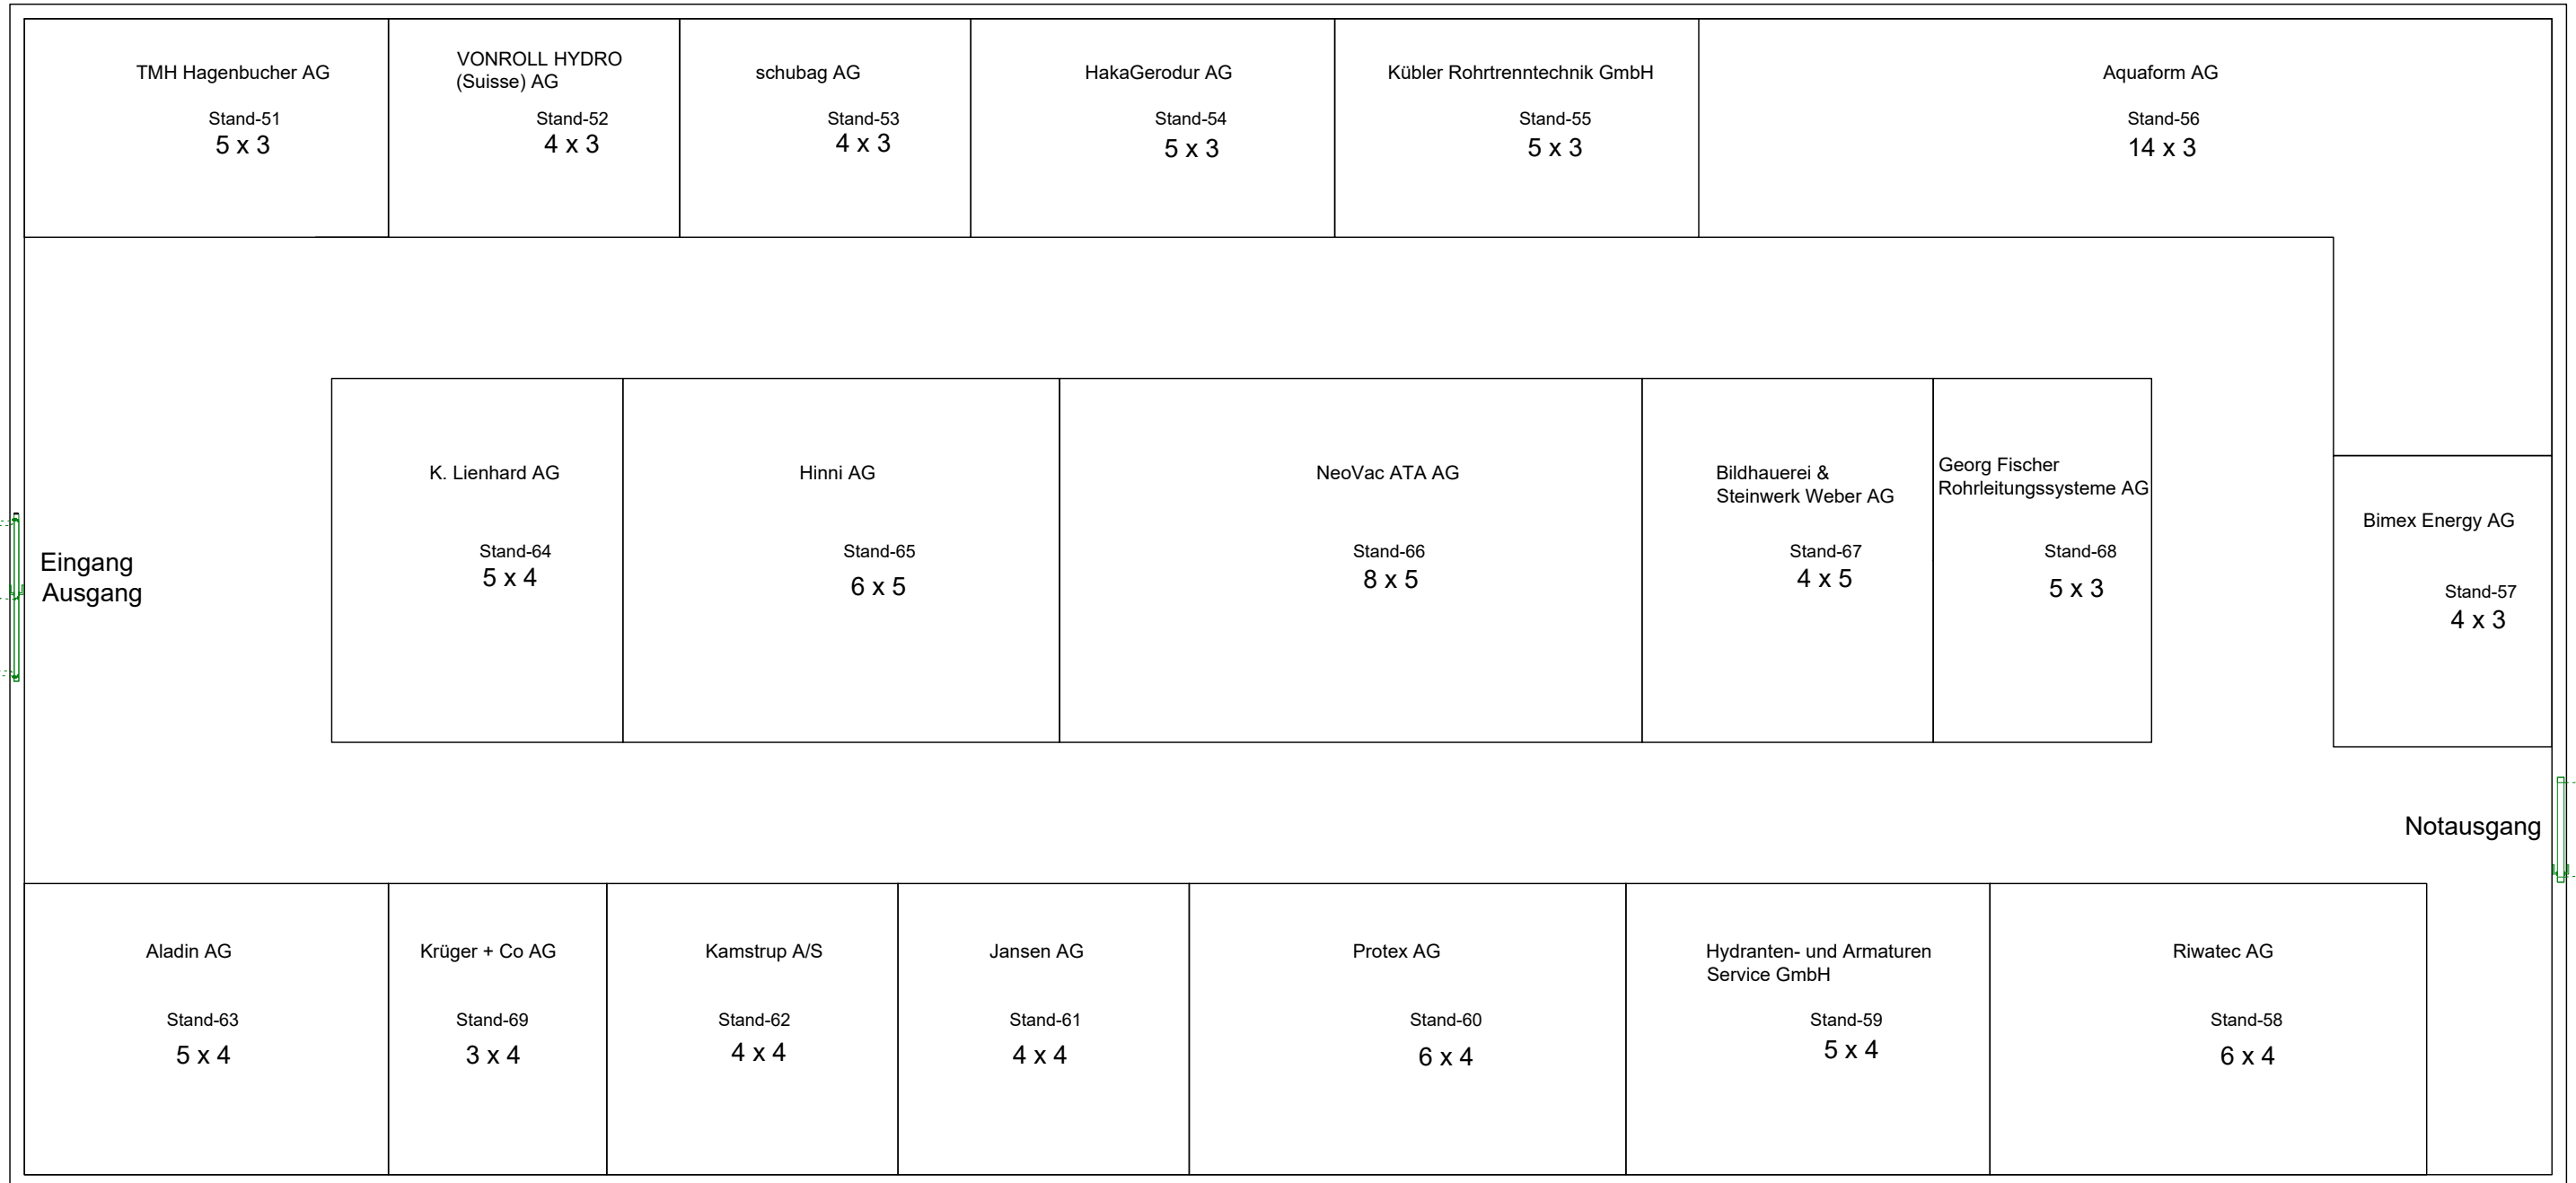 TMH Hagenbucher AG
Stand-51
5 x 3
VONROLL HYDRO
(Suisse) AG
Stand-52
4 x 3
schubag AG
Stand-53
4 x 3
HakaGerodur AG
Stand-54
5 x 3
Kübler Rohrtrenntechnik GmbH
Stand-55
5 x 3
Aquaform AG
Stand-56
14 x 3
Eingang
Ausgang
K. Lienhard AG
Stand-64
5 x 4
Hinni AG
Stand-65
6 x 5
NeoVac ATA AG
Stand-66
8 x 5
Bildhauerei &
Steinwerk Weber AG
Stand-67
4 x 5
Georg Fischer
Rohrleitungssysteme AG
Stand-68
5 x 3
Bimex Energy AG
Stand-57
4 x 3
Notausgang
Aladin AG
Stand-63
5 x 4
Krüger + Co AG
Stand-69
3 x 4
Kamstrup A/S
Stand-62
4 x 4
Jansen AG
Stand-61
4 x 4
Protex AG
Stand-60
6 x 4
Hydranten- und Armaturen
Service GmbH
Stand-59
5 x 4
Riwatec AG
Stand-58
6 x 4